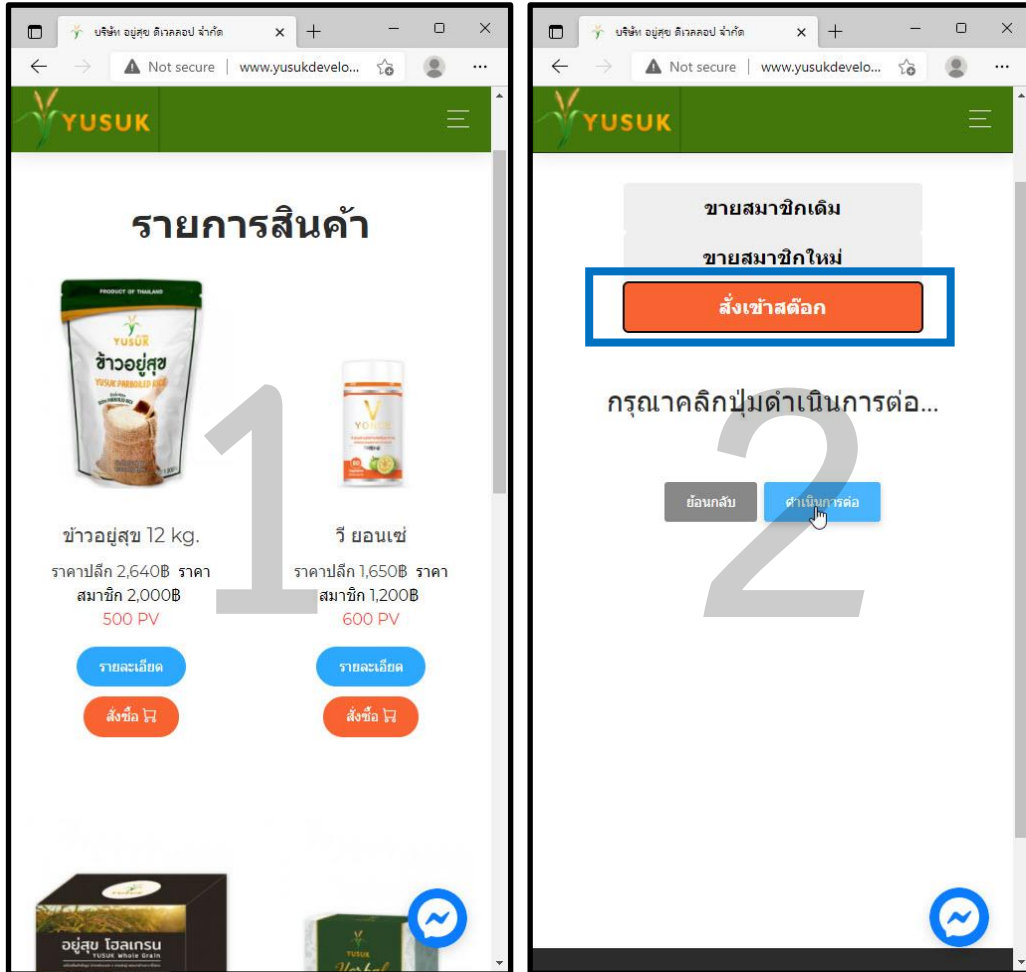 บริษัท อยู่สุข ดิเวลลอป จำกัด
Not secure | www.yusukdevelo...
YUSUK
รายการสินค้า
PRODUCT OF THAILAND
YUSUK
ข้าวอยู่สุข
YUSUK PARBOILED RICE
ข้าวอยู่สุข 12 kg.
ราคาปลีก 2,640฿ ราคา
สมาชิก 2,000฿
500 PV
รายละเอียด
สั่งซื้อ
วี ยอนเซ่
ราคาปลีก 1,650฿ ราคา
สมาชิก 1,200฿
600 PV
รายละเอียด
สั่งซื้อ
อยู่สุข โฮลเกรน
YUSUK Whole Grain
YUSUK
Herbal
1
บริษัท อยู่สุข ดิเวลลอป จำกัด
Not secure | www.yusukdevelo...
YUSUK
ขายสมาชิกเดิม
ขายสมาชิกใหม่
สั่งเข้าสต๊อก
กรุณาคลิกปุ่มดำเนินการต่อ...
ย้อนกลับ
ดำเนินการต่อ
2